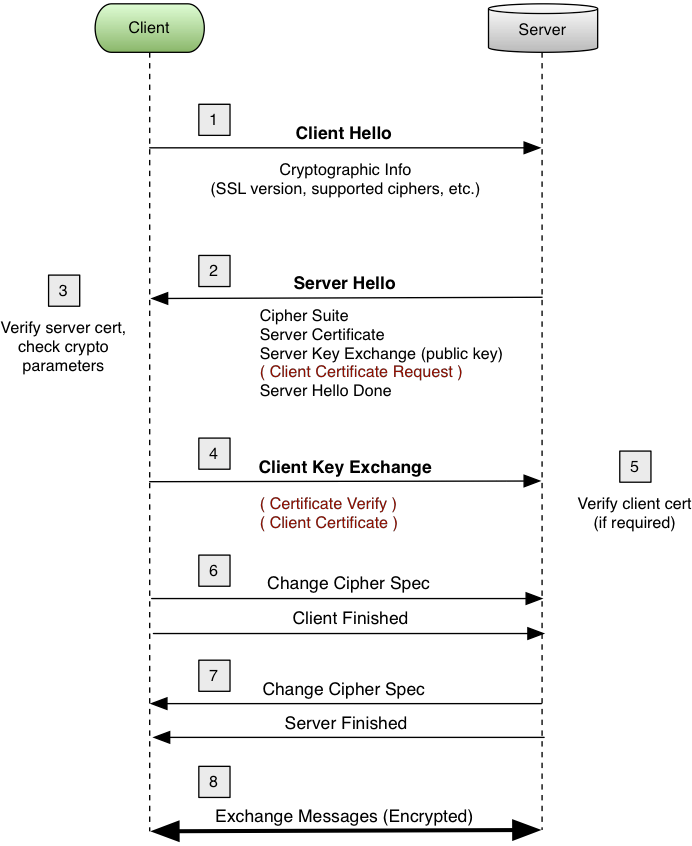 Client
Server
1
Client Hello
Cryptographic Info
(SSL version, supported ciphers, etc.)
2
Server Hello
3
Verify server cert,
check crypto
parameters
Cipher Suite
Server Certificate
Server Key Exchange (public key)
( Client Certificate Request )
Server Hello Done
4
Client Key Exchange
( Certificate Verify )
( Client Certificate )
5
Verify client cert
(if required)
6
Change Cipher Spec
Client Finished
7
Change Cipher Spec
Server Finished
8
Exchange Messages (Encrypted)